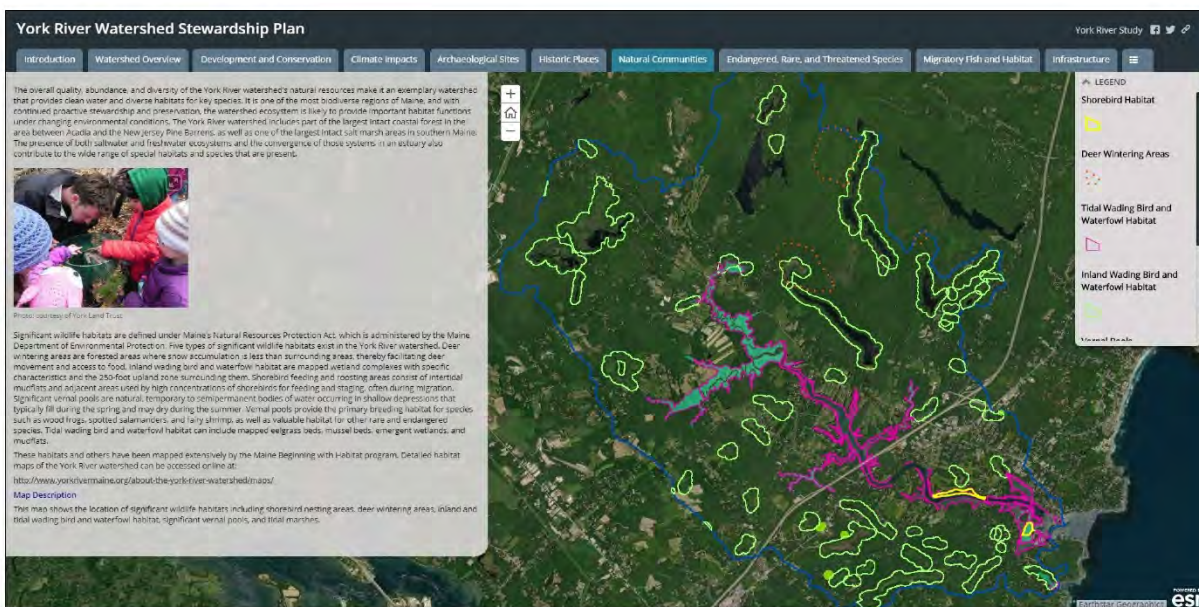 York River Watershed Stewardship Plan
York River Study
Introduction
Watershed Overview
Development and Conservation
Climate Impacts
Archaeological Sites
Historic Places
Natural Communities
Endangered, Rare, and Threatened Species
Migratory Fish and Habitat
Infrastructure
The overall quality, abundance, and diversity of the York River watershed's natural resources make it an exemplary watershed
that provides clean water and diverse habitats for key species. It is one of the most biodiverse regions of Maine, and with
continued proactive stewardship and preservation, the watershed ecosystem is likely to provide important habitat functions
under changing environmental conditions. The York River watershed includes part of the largest intact coastal forest in the
area between Acadia and the New Jersey Pine Barrens, as well as one of the largest intact salt marsh areas in southern Maine.
The presence of both saltwater and freshwater ecosystems and the convergence of those systems in an estuary also
contribute to the wide range of special habitats and species that are present.
Photo: courtesy of York Land Trust
Significant wildlife habitats are defined under Maine's Natural Resources Protection Act, which is administered by the Maine
Department of Environmental Protection. Five types of significant wildlife habitats exist in the York River watershed. Deer
wintering areas are forested areas where snow accumulation is less than surrounding areas, thereby facilitating deer
movement and access to food. Inland wading bird and waterfowl habitat are mapped wetland complexes with specific
characteristics and the 250-foot upland zone surrounding them. Shorebird feeding and roosting areas consist of intertidal
mudflats and adjacent areas used by high concentrations of shorebirds for feeding and staging, often during migration.
Significant vernal pools are natural, temporary to semipermanent bodies of water occurring in shallow depressions that
typically fill during the spring and may dry during the summer. Vernal pools provide the primary breeding habitat for species
such as wood frogs, spotted salamanders, and fairy shrimp, as well as valuable habitat for other rare and endangered
species. Tidal wading bird and waterfowl habitat can include mapped eelgrass beds, mussel beds, emergent wetlands, and
mudflats.
These habitats and others have been mapped extensively by the Maine Beginning with Habitat program. Detailed habitat
maps of the York River watershed can be accessed online at:
http://www.yorkrivermaine.org/about-the-york-river-watershed/maps/
Map Description
This map shows the location of significant wildlife habitats including shorebird nesting areas, deer wintering areas, inland and
tidal wading bird and waterfowl habitat, significant vernal pools, and tidal marshes.
LEGEND
Shorebird Habitat
Deer Wintering Areas
Tidal Wading Bird and
Waterfowl Habitat
Inland Wading Bird and
Waterfowl Habitat
Vernal Pools
Earthstar Geographics
POWERED BY
esri